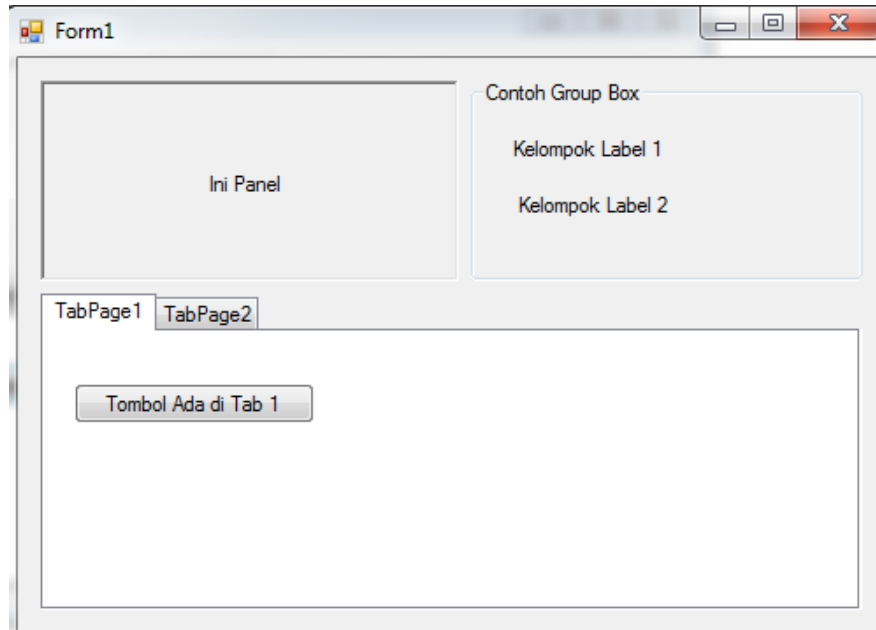 Form1
Ini Panel
Contoh Group Box
Kelompok Label 1
Kelompok Label 2
TabPage1 TabPage2
Tombol Ada di Tab 1